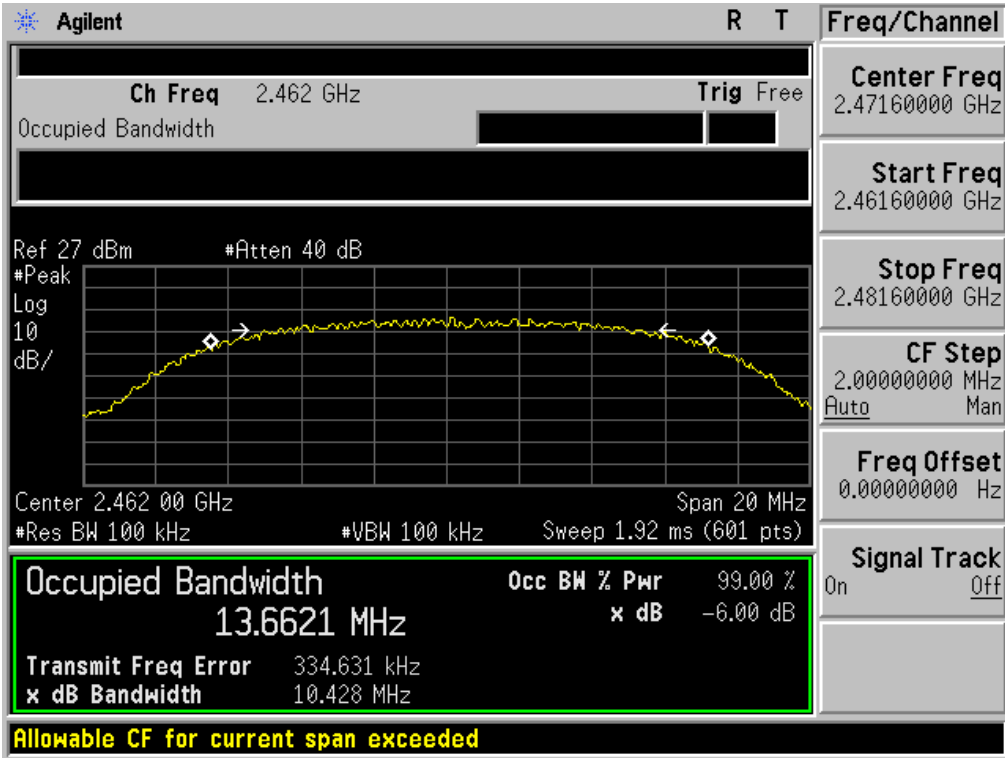 Agilent R T
Ch Freq 2.462 GHz Trig Free
Occupied Bandwidth
Ref 27 dBm #Atten 40 dB
#Peak
Log
10
dB/
Center 2.462 00 GHz Span 20 MHz
#Res BW 100 kHz #VBW 100 kHz Sweep 1.92 ms (601 pts)
Occupied Bandwidth Occ BW % Pwr 99.00 %
13.6621 MHz x dB -6.00 dB
Transmit Freq Error 334.631 kHz
x dB Bandwidth 10.428 MHz
Allowable CF for current span exceeded
Freq/Channel
Center Freq
2.47160000 GHz
Start Freq
2.46160000 GHz
Stop Freq
2.48160000 GHz
CF Step
2.00000000 MHz
Auto Man
Freq Offset
0.00000000 Hz
Signal Track
On Off